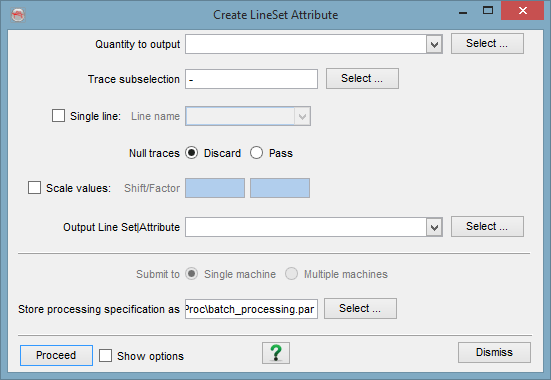 Create LineSet Attribute
Quantity to output Select ...
Trace subselection - Select ...
Single line: Line name
Null traces Discard Pass
Scale values: Shift/Factor
Output Line Set|Attribute Select ...
Submit to Single machine Multiple machines
Store processing specification as Proc\batch_processing.par Select ...
Proceed Show options ? Dismiss